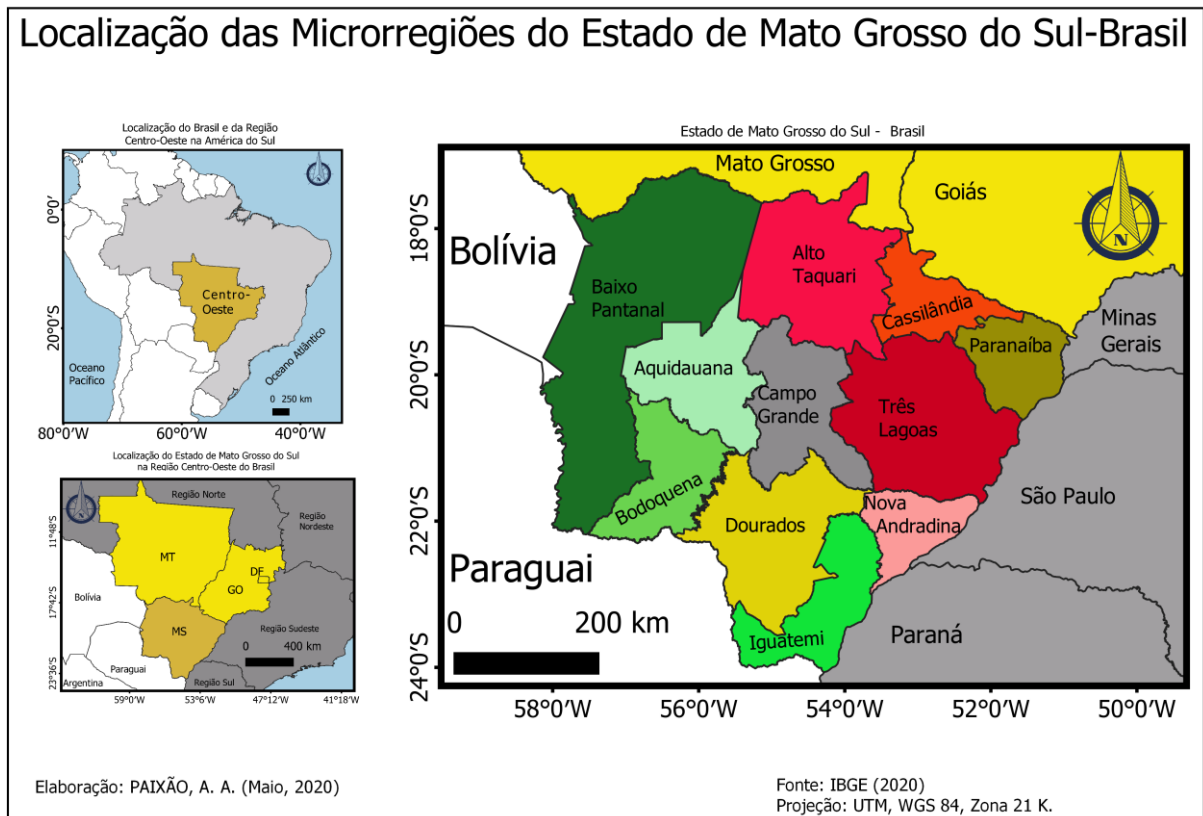 Localização das Microrregiões do Estado de Mato Grosso do Sul-Brasil
Localização do Brasil e da Região
Centro-Oeste na América do Sul
0°0'
20°0'S
Centro-
Oeste
Oceano
Pacífico
Oceano Atlântico
0 250 km
80°0'W 60°0'W 40°0'W
Localização do Estado de Mato Grosso do Sul
na Região Centro-Oeste do Brasil
Região Norte
Região
Nordeste
11°48'S
MT
DF
GO
Bolívia
17°42'S
MS
Região Sudeste
0 400 km
Paraguai
23°36'S
Argentina
Região Sul
59°0'W 53°6'W 47°12'W 41°18'W
Estado de Mato Grosso do Sul - Brasil
Mato Grosso
Goiás
N
18°0'S
Bolívia
Alto
Taquari
Baixo
Pantanal
Cassilândia
Minas
Gerais
Paranaíba
20°0'S
Aquidauana
Campo
Grande
Três
Lagoas
São Paulo
Bodoquena
22°0'S
Dourados
Nova
Andradina
Paraguai
0 200 km
Iguatemi
Paraná
24°0'S
58°0'W 56°0'W 54°0'W 52°0'W 50°0'W
Elaboração: PAIXÃO, A. A. (Maio, 2020)
Fonte: IBGE (2020)
Projeção: UTM, WGS 84, Zona 21 K.